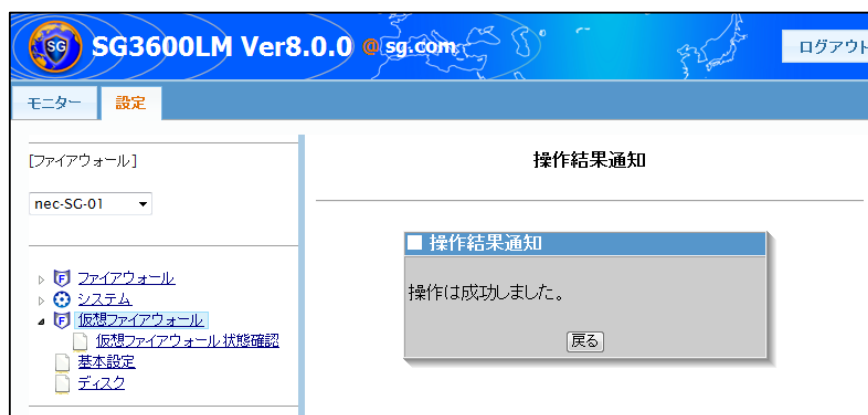 SG
SG3600LM Ver8.0.0 @sg.com
ログアウト
モニター
設定
[ファイアウォール]
nec-SG-01
ファイアウォール
システム
仮想ファイアウォール
仮想ファイアウォール状態確認
基本設定
ディスク
操作結果通知
操作結果通知
操作は成功しました。
戻る